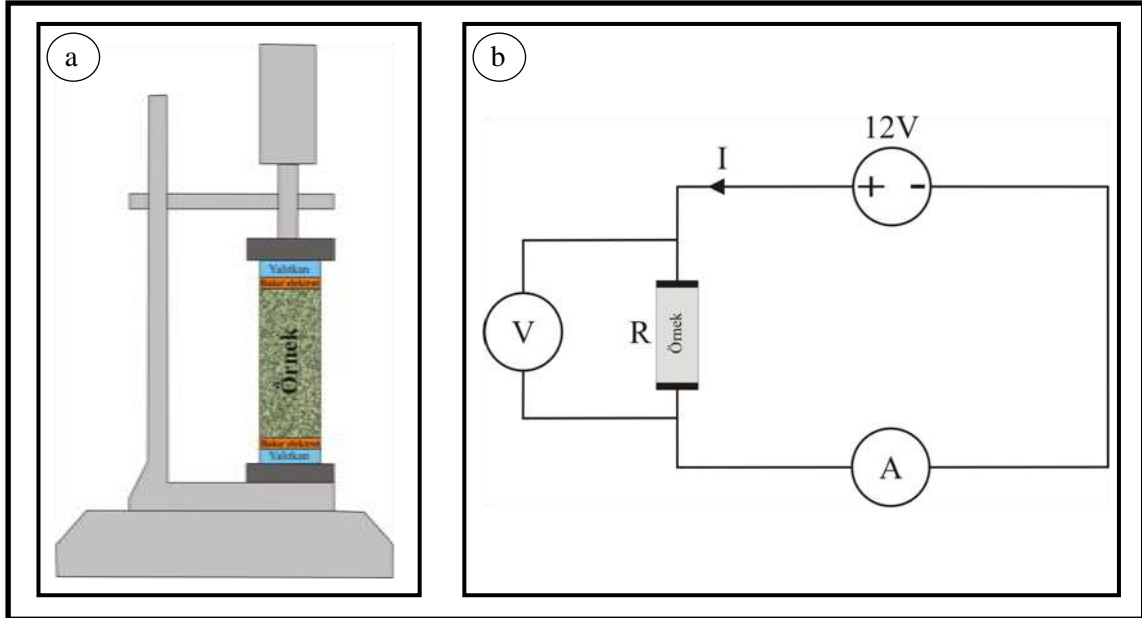 a
Yalıtkan
Bakır elektrot
Örnek
Bakır elektrot
Yalıtkan
b
12V
I
+ -
V
R
Örnek
A